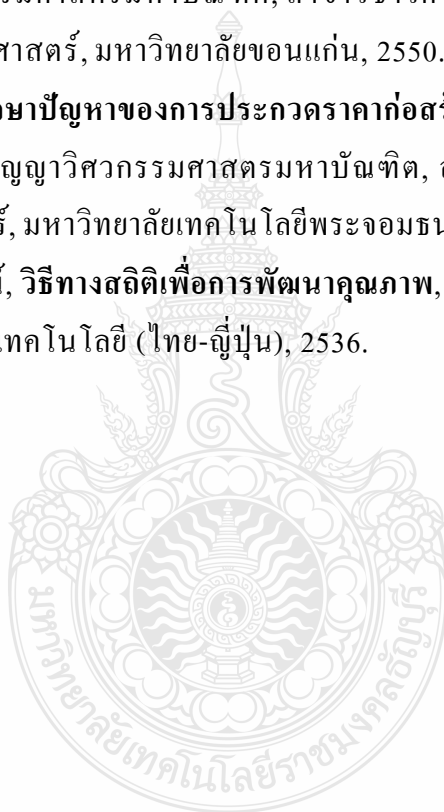 ศาสตร์, มหาวิทยาลัยขอนแก่น, 2550.
ษาปัญหาของการประกวดราคาก่อสร้
ญญาวิศวกรรมศาสตรมหาบัณฑิต,
ร์, มหาวิทยาลัยเทคโนโลยีพระจอมธน
น์, วิธีทางสถิติเพื่อการพัฒนาคุณภาพ,
เทคโนโลยี (ไทย-ญี่ปุ่น), 2536.
มหาวิทยาลัยเทคโนโลยีราชมงคลธัญบุรี